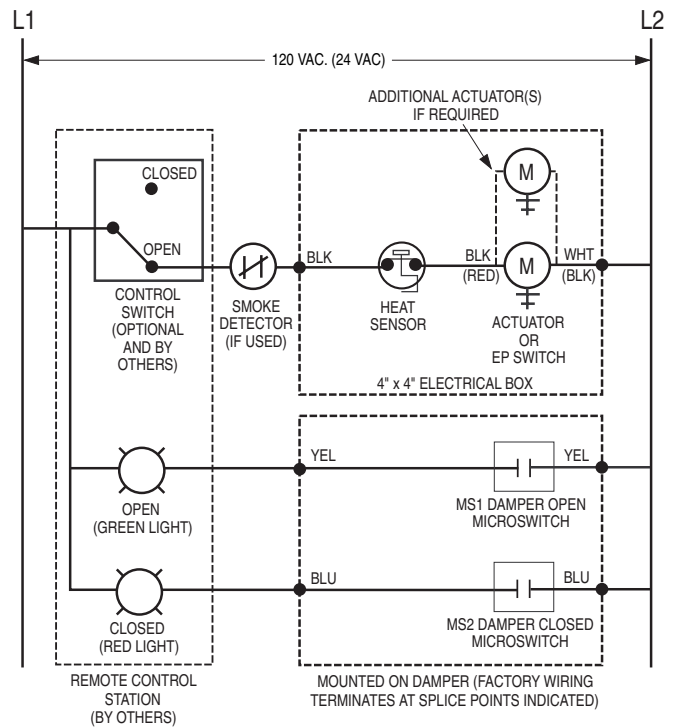 L1
L2
120 VAC. (24 VAC)
ADDITIONAL ACTUATOR(S)
IF REQUIRED
CLOSED
M
OPEN
BLK
BLK
(RED)
M
WHT
(BLK)
CONTROL
SWITCH
(OPTIONAL
AND BY
OTHERS)
SMOKE
DETECTOR
(IF USED)
HEAT
SENSOR
ACTUATOR
OR
EP SWITCH
4" x 4" ELECTRICAL BOX
YEL
YEL
OPEN
(GREEN LIGHT)
MS1 DAMPER OPEN
MICROSWITCH
BLU
BLU
CLOSED
(RED LIGHT)
MS2 DAMPER CLOSED
MICROSWITCH
REMOTE CONTROL
STATION
(BY OTHERS)
MOUNTED ON DAMPER (FACTORY WIRING
TERMINATES AT SPLICE POINTS INDICATED)